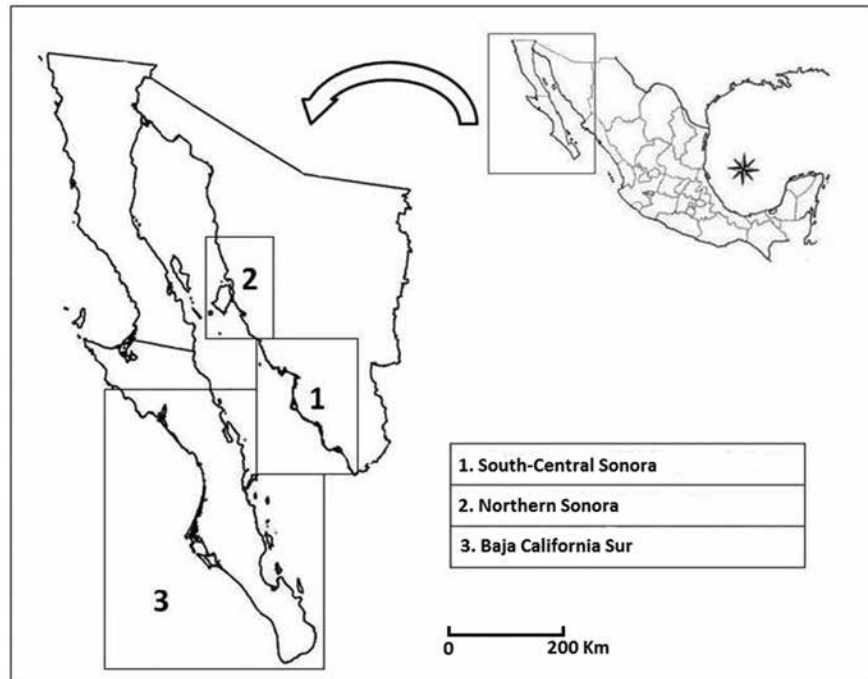 2
1
3
1. South-Central Sonora
2. Northern Sonora
3. Baja California Sur
0 200 Km